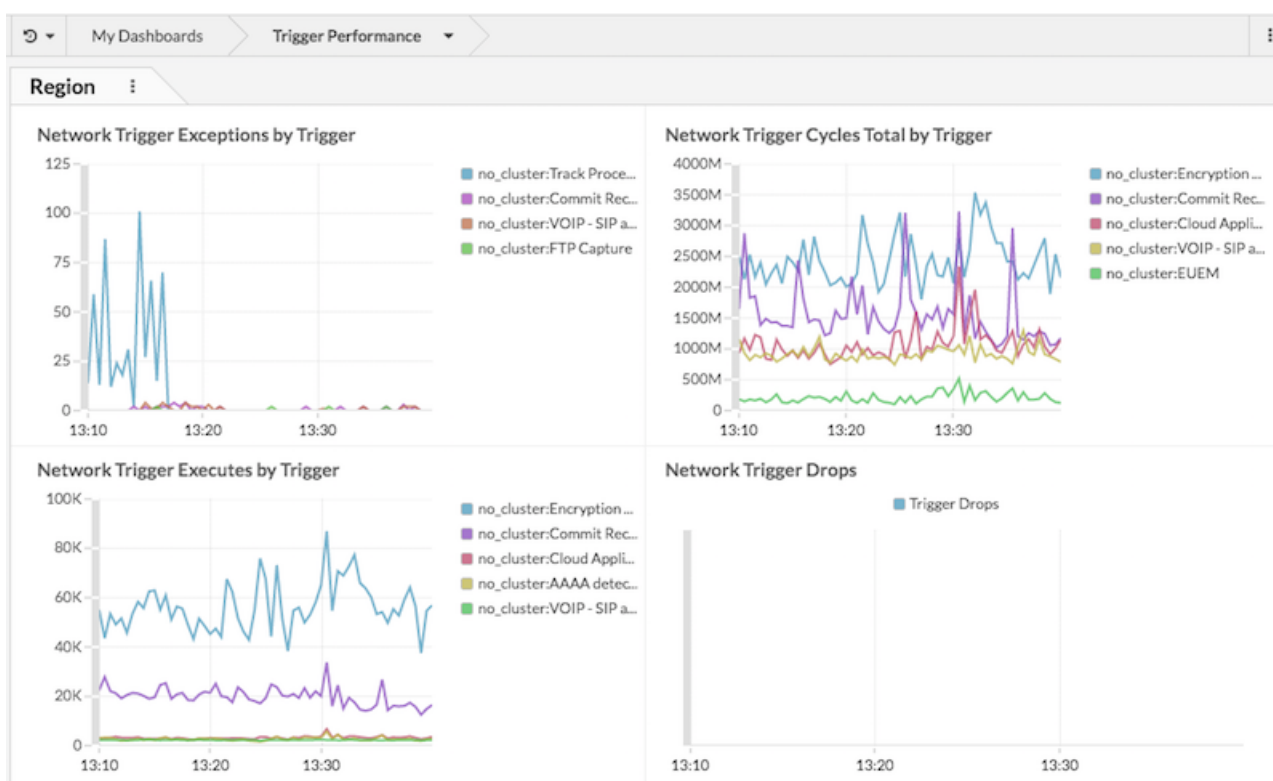 My Dashboards
Trigger Performance
Region
Network Trigger Exceptions by Trigger
125
100
75
50
25
0
13:10
13:20
13:30
no_cluster:Track Proce...
no_cluster:Commit Rec...
no_cluster:VOIP - SIP a...
no_cluster:FTP Capture
Network Trigger Cycles Total by Trigger
4000M
3500M
3000M
2500M
2000M
1500M
1000M
500M
0
13:10
13:20
13:30
no_cluster:Encryption ...
no_cluster:Commit Rec...
no_cluster:Cloud Appli...
no_cluster:VOIP - SIP a...
no_cluster:EUEM
Network Trigger Executes by Trigger
100K
80K
60K
40K
20K
0
13:10
13:20
13:30
no_cluster:Encryption ...
no_cluster:Commit Rec...
no_cluster:Cloud Appli...
no_cluster:AAAA detec...
no_cluster:VOIP - SIP a...
Network Trigger Drops
Trigger Drops
13:10
13:20
13:30